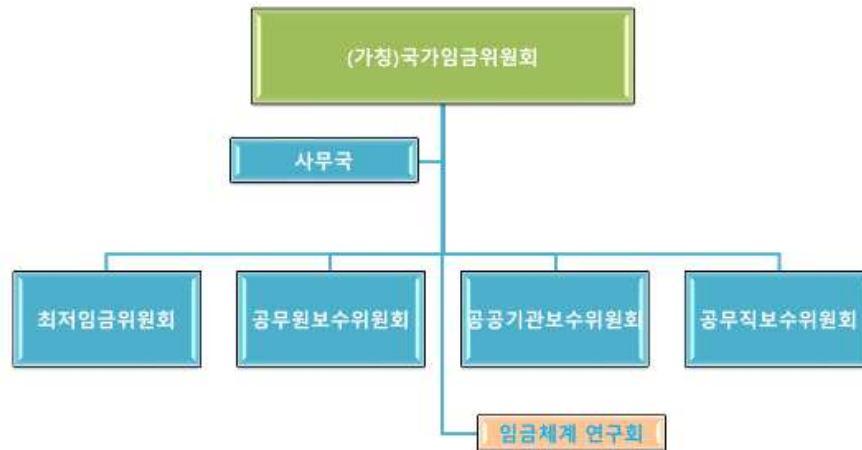 (가칭)국가임금위원회
사무국
최저임금위원회
공무원보수위원회
공공기관보수위원회
공무직보수위원회
임금체계 연구회